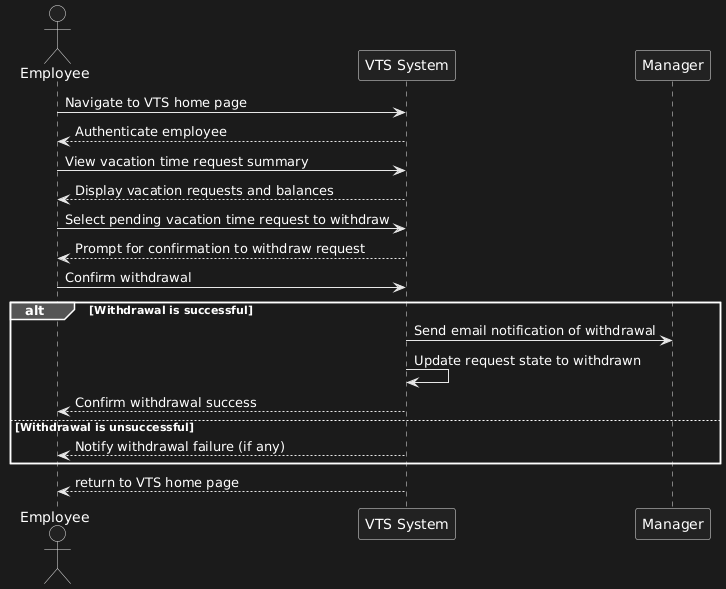 Employee
VTS System
Manager
Navigate to VTS home page
Authenticate employee
View vacation time request summary
Display vacation requests and balances
Select pending vacation time request to withdraw
Prompt for confirmation to withdraw request
Confirm withdrawal
alt [Withdrawal is successful]
Send email notification of withdrawal
Update request state to withdrawn
Confirm withdrawal success
[Withdrawal is unsuccessful]
Notify withdrawal failure (if any)
return to VTS home page
Employee
VTS System
Manager